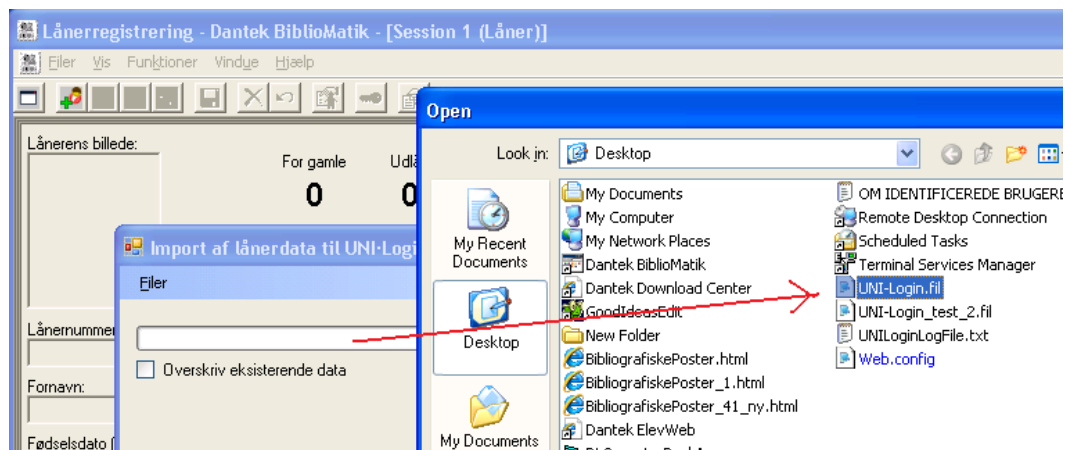 Lånerregistrering - Dantek BiblioMatik - [Session 1 (Låner)]
Filer Vis Funktioner Vindue Hjælp
Lånerens billede:
For gamle
0
0
Lånernummer
Fornavn:
Fødselsdato
Import af lånerdata til UNI-Logi
Filer
Overskriv eksisterende data
Open
Look in:
Desktop
My Recent
Documents
Desktop
My Documents
My Documents
My Computer
My Network Places
Dantek BiblioMatik
Dantek Download Center
GoodIdeasEdit
New Folder
BibliografiskePoster.html
BibliografiskePoster_1.html
BibliografiskePoster_41_ny.html
Dantek ElevWeb
OM IDENTIFICEREDE BRUGERE
Remote Desktop Connection
Scheduled Tasks
Terminal Services Manager
UNI-Login.fil
UNI-Login_test_2.fil
UNILoginLogFile.txt
Web.config